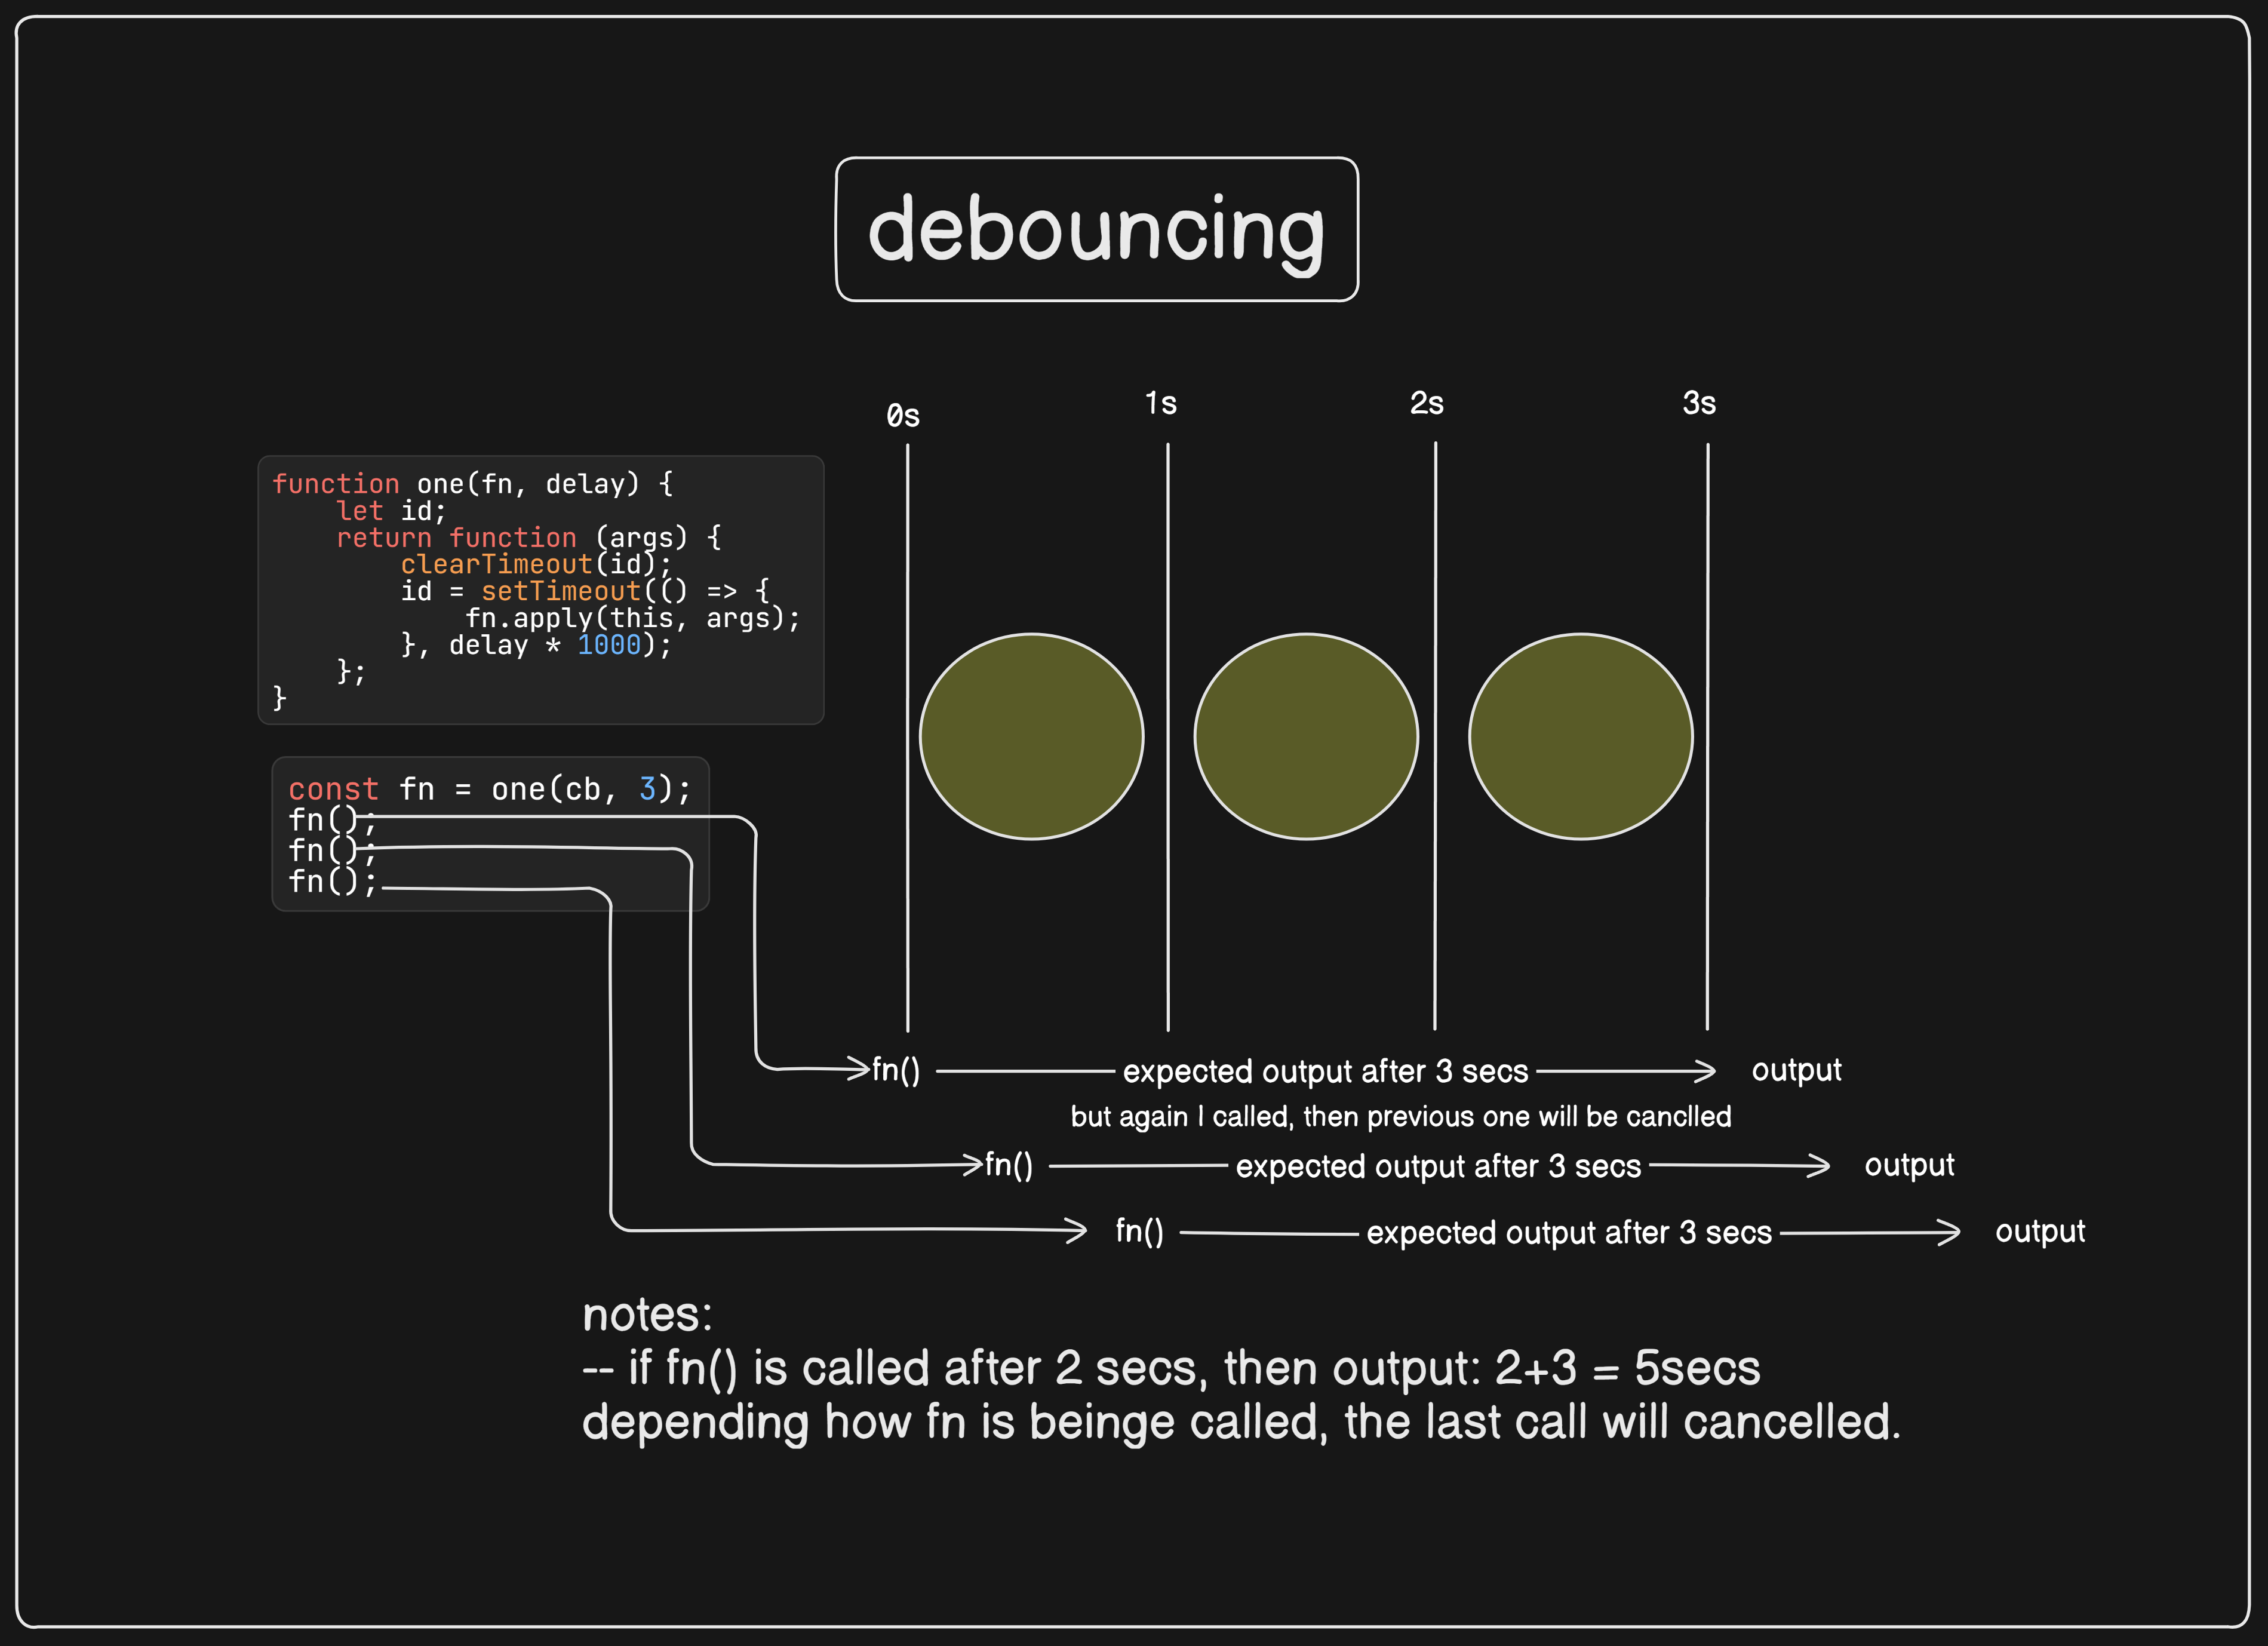 debouncing
0s
1s
2s
3s
function one(fn, delay) {
    let id;
    return function (args) {
        clearTimeout(id);
        id = setTimeout(() => {
            fn.apply(this, args);
        }, delay * 1000);
    };
}
const fn = one(cb, 3);
fn();
fn();
fn();
fn() expected output after 3 secs output
but again I called, then previous one will be canclled
fn() expected output after 3 secs output
fn() expected output after 3 secs output
notes:
-- if fn() is called after 2 secs, then output: 2+3 = 5secs
depending how fn is beinge called, the last call will cancelled.